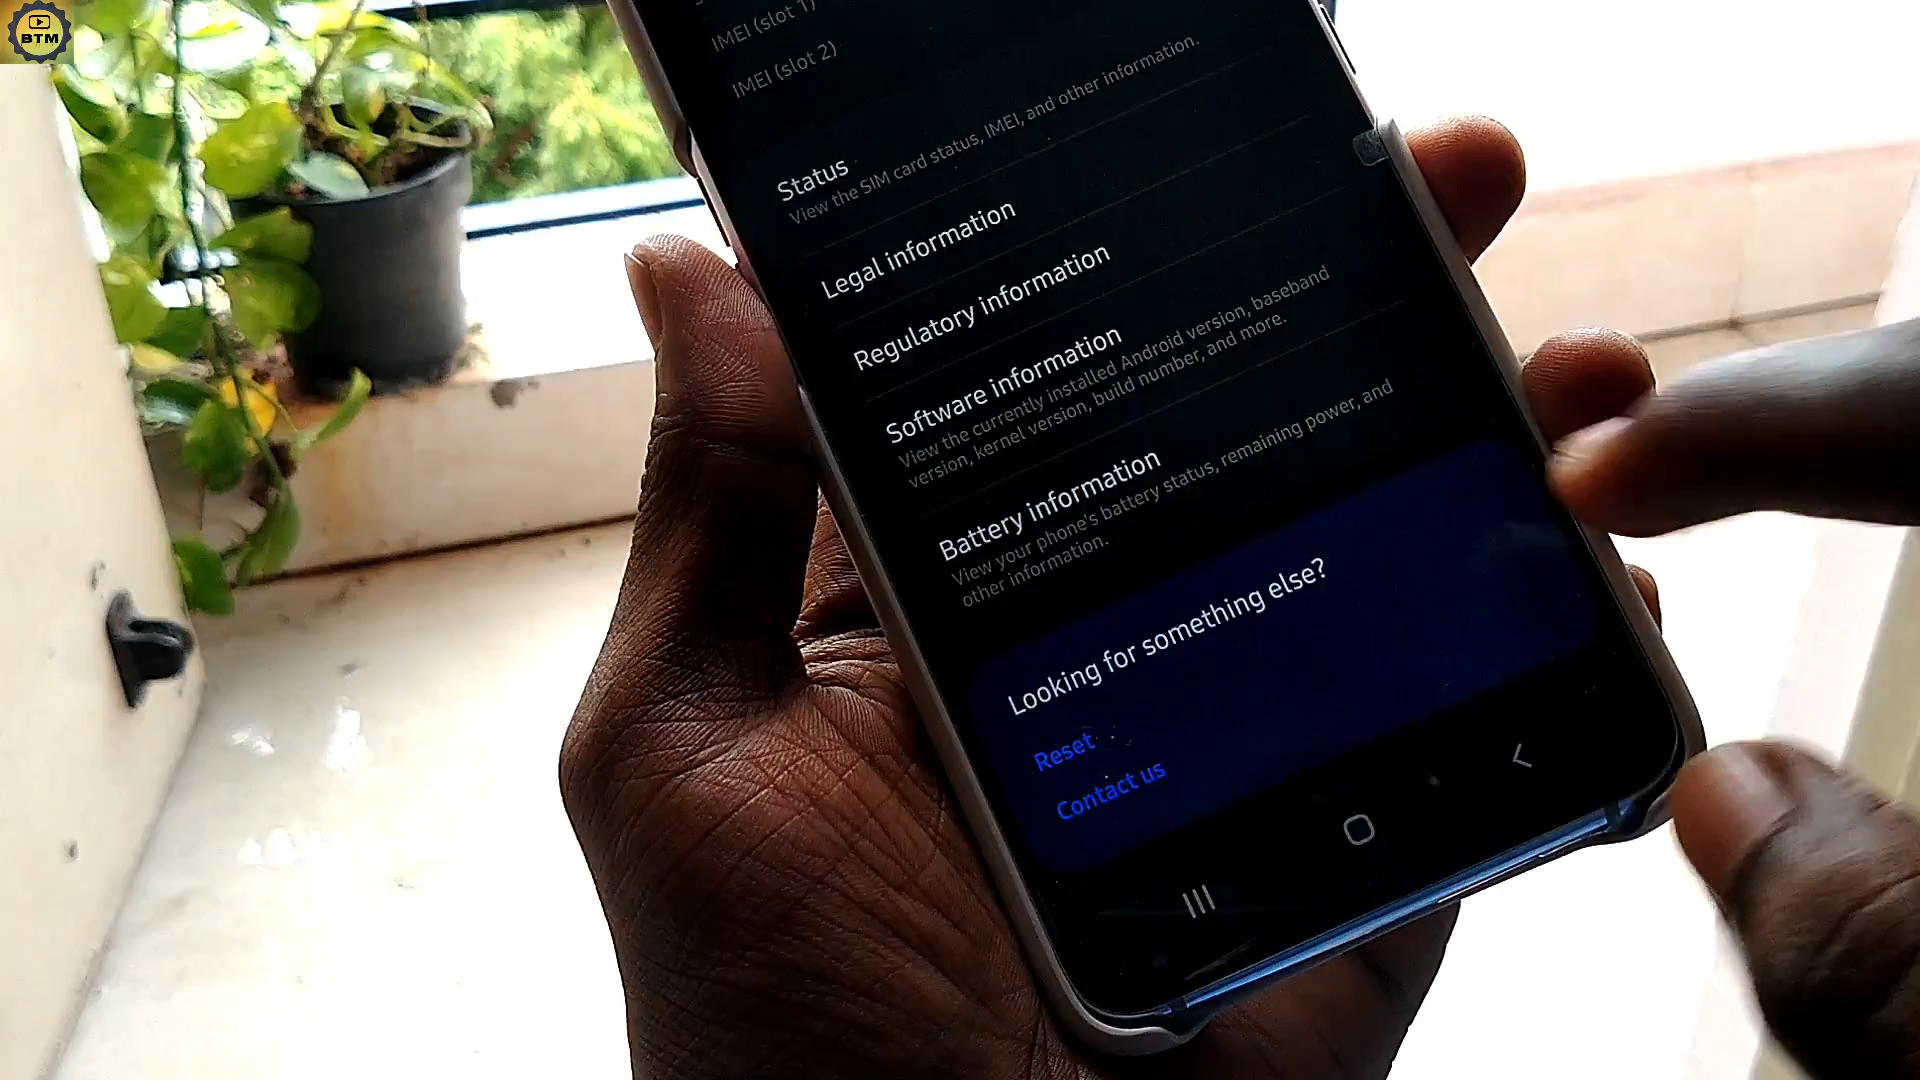 BTM
IMEI (slot 1)
IMEI (slot 2)
Status
View the SIM card status, IMEI, and other information.
Legal information
Regulatory information
Software information
View the currently installed Android version, baseband
version, kernel version, build number, and more.
Battery information
View your phone's battery status, remaining power, and
other information.
Looking for something else?
Reset
Contact us